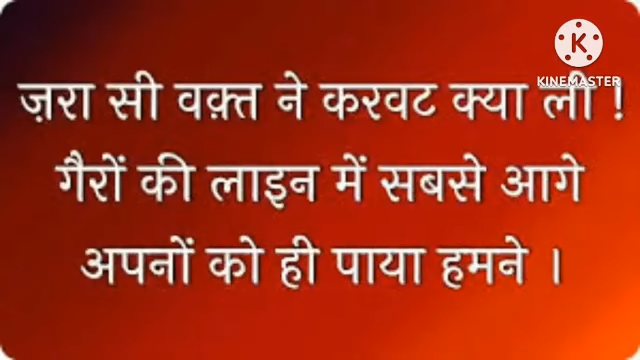 KINEMASTER
ज़रा सी वक़्त ने करवट क्या ली !
गैरों की लाइन में सबसे आगे
अपनों को ही पाया हमने ।